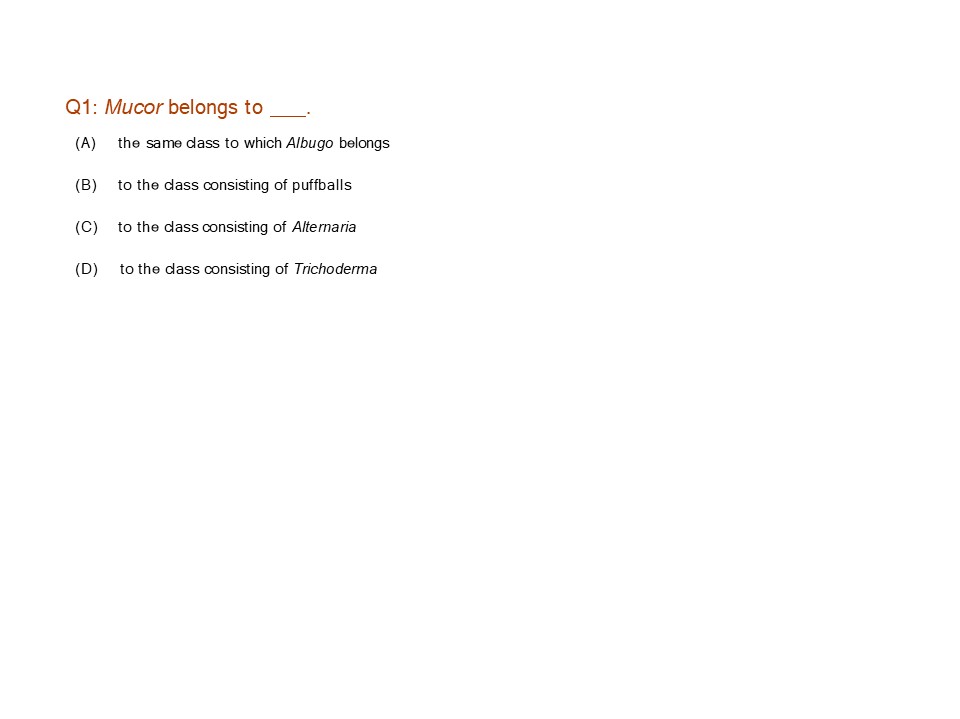 Q1: Mucor belongs to ___.
(A) the same class to which Albugo belongs
(B) to the class consisting of puffballs
(C) to the class consisting of Alternaria
(D) to the class consisting of Trichoderma